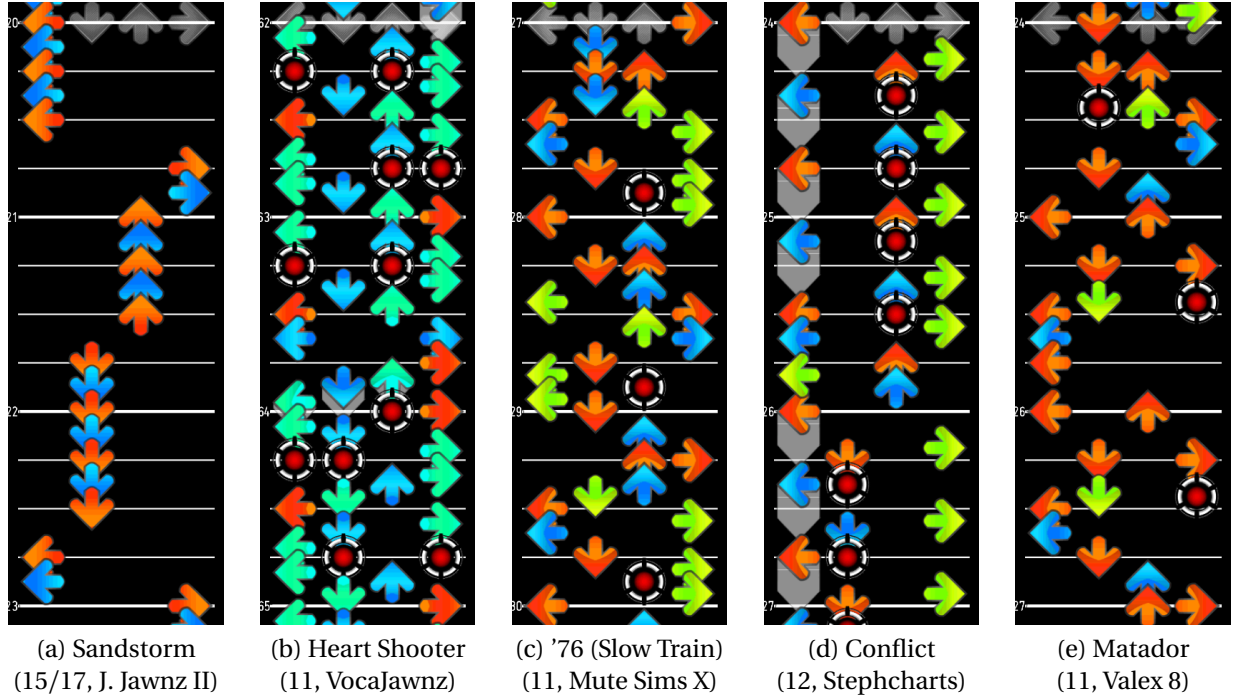 20
21
22
23
62
63
64
65
27
28
29
30
24
25
26
27
24
25
26
27
(a) Sandstorm
(15/17, J. Jawnz II)
(b) Heart Shooter
(11, VocaJawnz)
(c) ’76 (Slow Train)
(11, Mute Sims X)
(d) Conflict
(12, Stephcharts)
(e) Matador
(11, Valex 8)